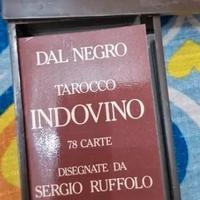 DAL NEGRO
TAROCCO
INDOVINO
78 CARTE
DISEGNATE DA
SERGIO RUFFOLO